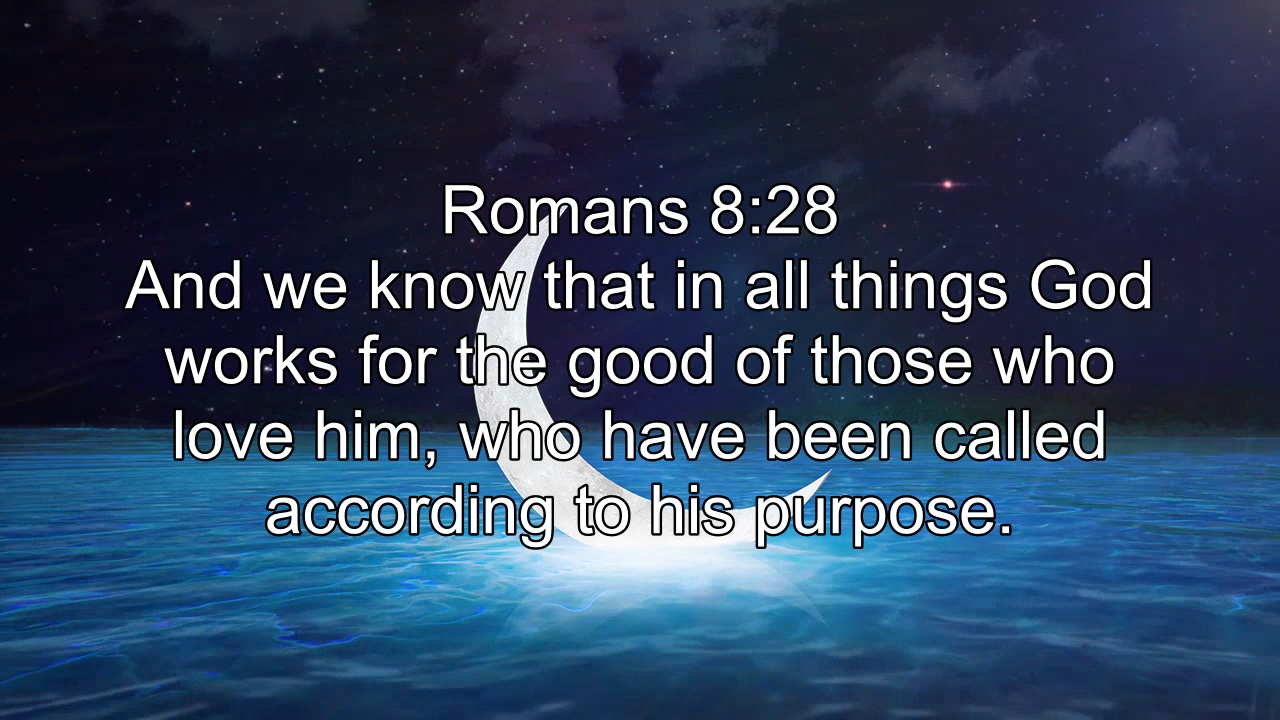 Romans 8:28
And we know that in all things God
works for the good of those who
love him, who have been called
according to his purpose.